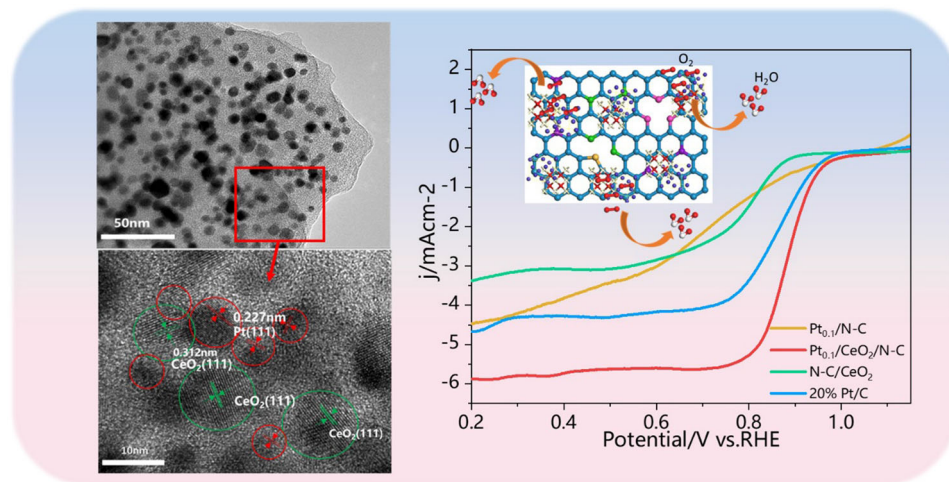 50nm
0.227nm
Pt(111)
0.312nm
CeO₂(111)
CeO₂(111)
CeO₂(111)
10nm
O₂
H₂O
j/mAcm-2
2
1
0
-1
-2
-3
-4
-5
-6
Pt₀.₁/N-C
Pt₀.₁/CeO₂/N-C
N-C/CeO₂
20% Pt/C
0.2 0.4 0.6 0.8 1.0
Potential/V vs.RHE